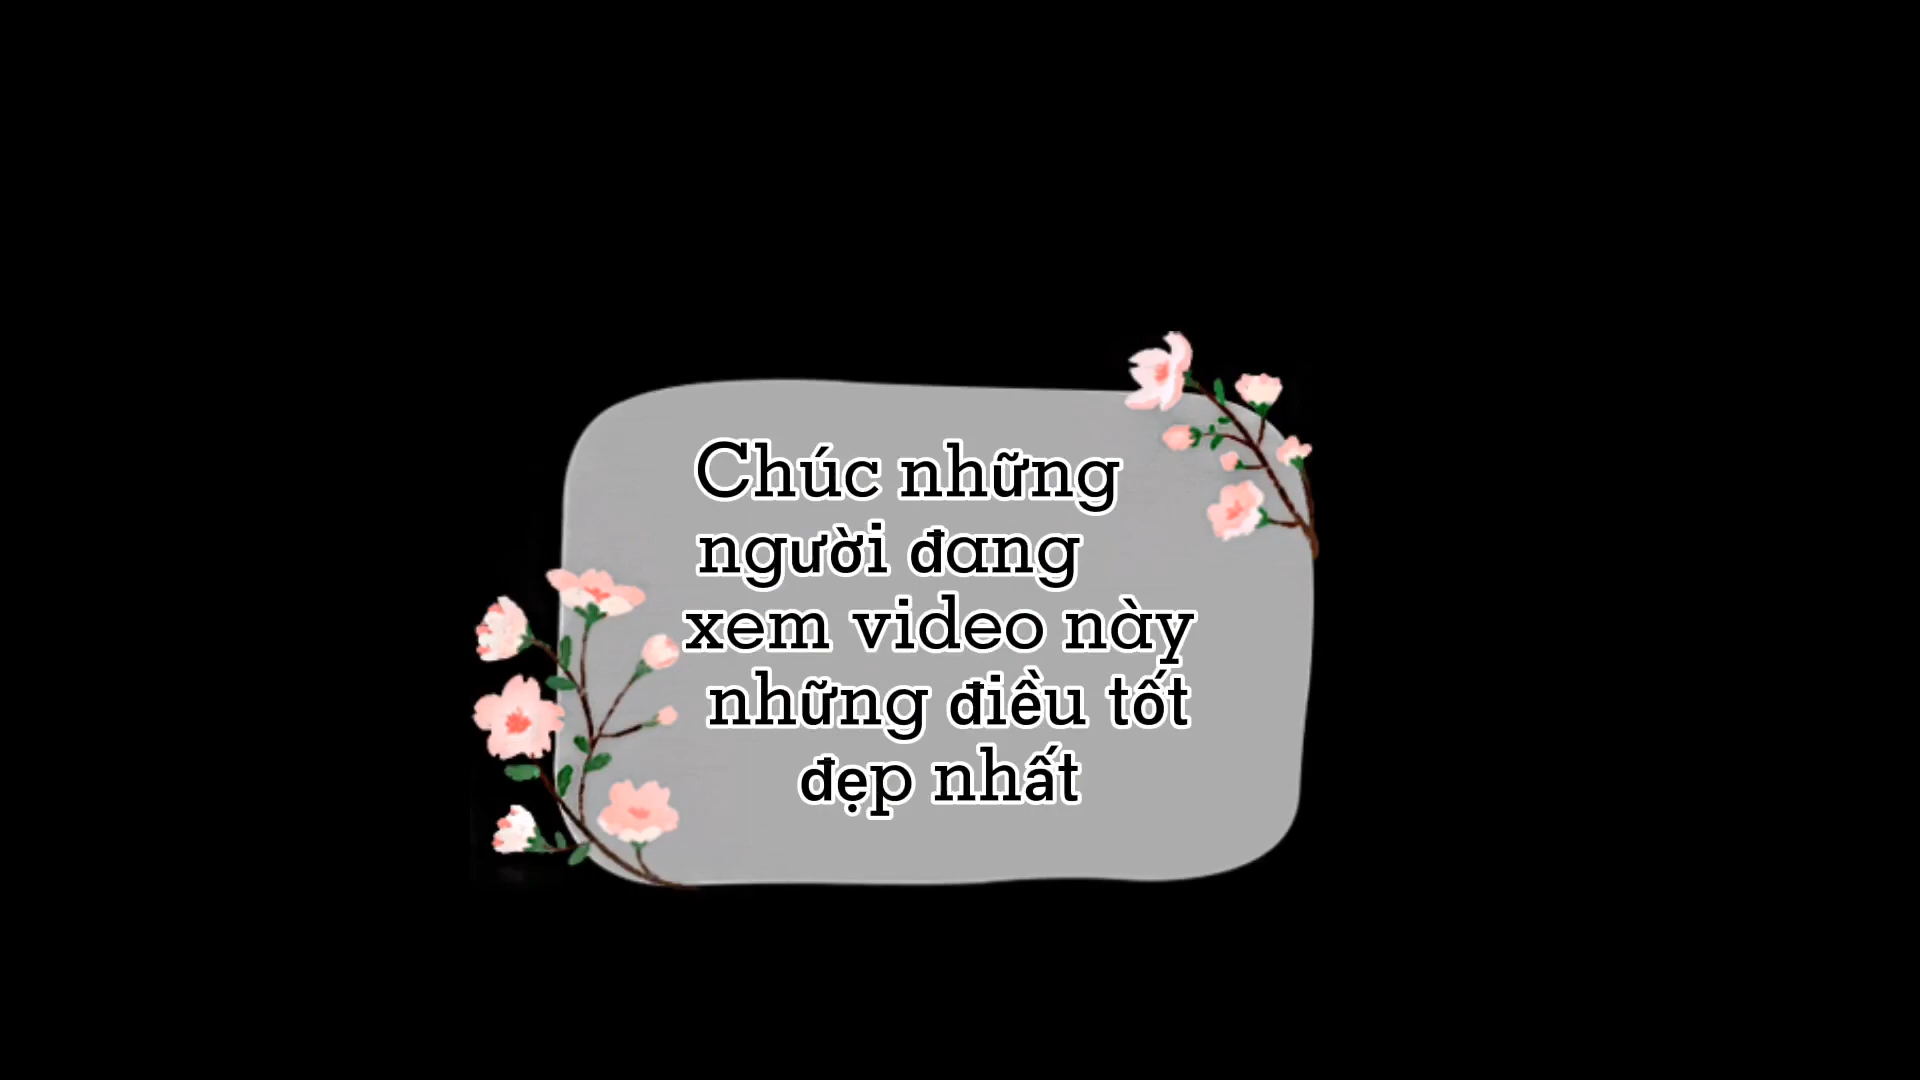 Chúc những
người đang
xem video này
những điều tốt
đẹp nhất